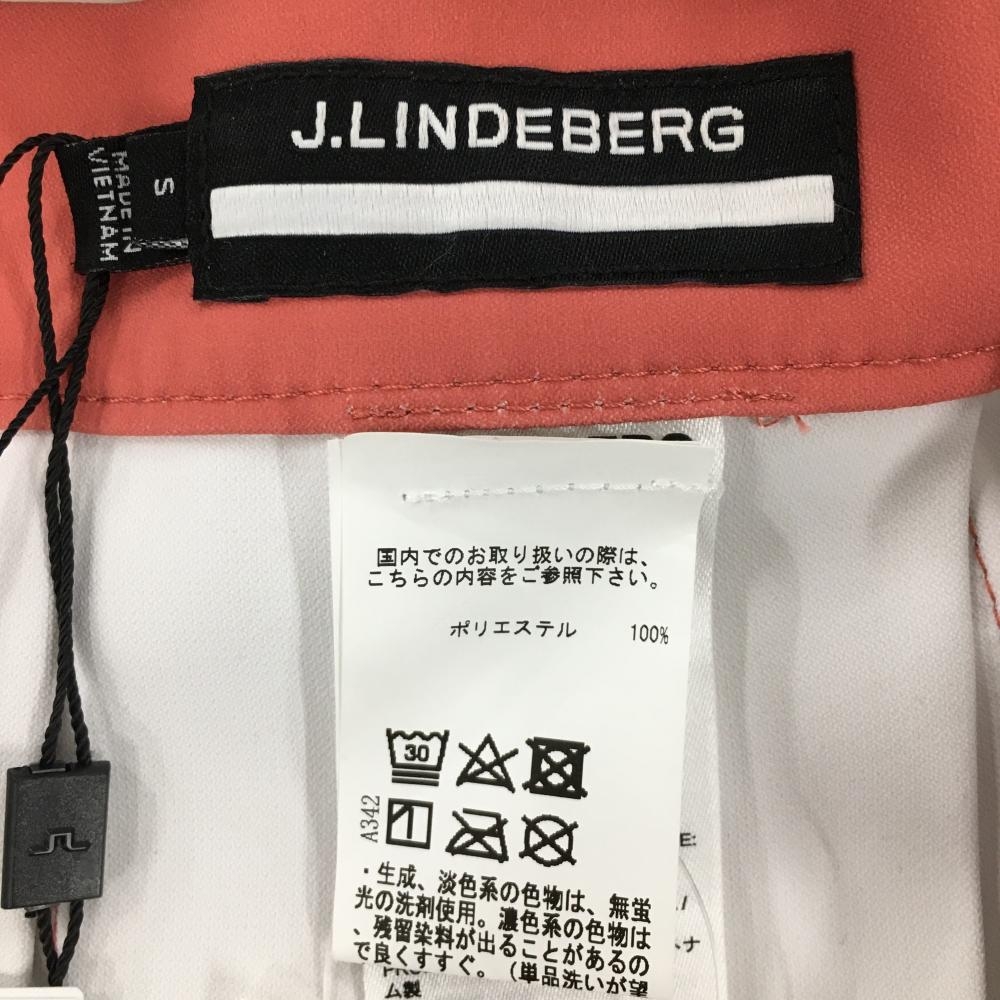 J.LINDEBERG
S
MADE IN
VIETNAM
国内でのお取り扱いの際は、
こちらの内容をご参照下さい。
ポリエステル 100%
30
A342
・生成、淡色系の色物は、無蛍
光の洗剤使用。濃色系の色物は
、残留染料が出ることがあるの
で良くすすぐ。（単品洗いが望
E:
ナ
ム製